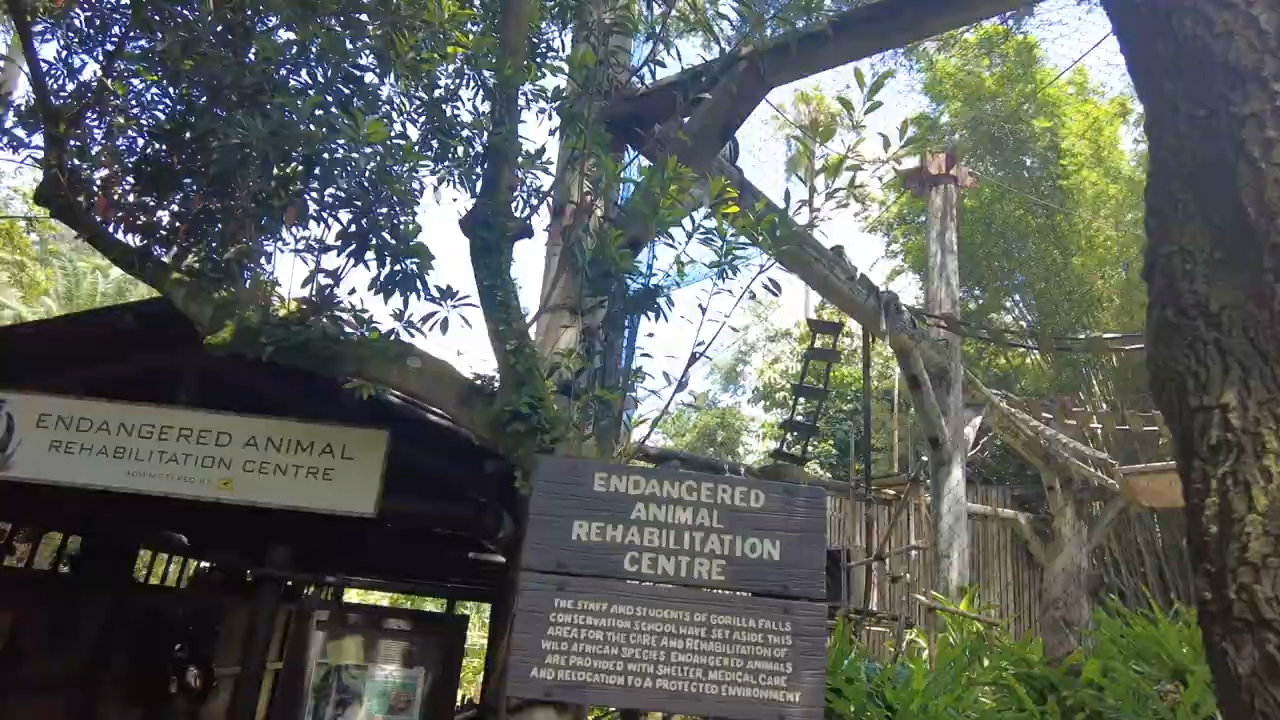 ENDANGERED ANIMAL
REHABILITATION CENTRE
ADMINISTERED BY
ENDANGERED
ANIMAL
REHABILITATION
CENTRE
THE STAFF AND STUDENTS OF GORILLA FALLS
CONSERVATION SCHOOL HAVE SET ASIDE THIS
AREA FOR THE CARE AND REHABILITATION OF
WILD AFRICAN SPECIES ENDANGERED ANIMALS
ARE PROVIDED WITH SHELTER, MEDICAL CARE
AND RELOCATION TO A PROTECTED ENVIRONMENT